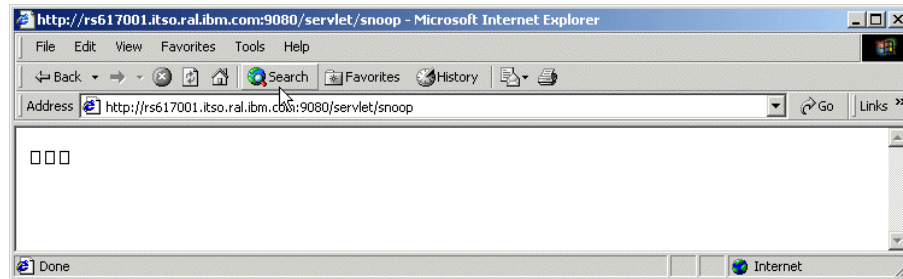 http://rs617001.itso.ral.ibm.com:9080/servlet/snoop - Microsoft Internet Explorer
File Edit View Favorites Tools Help
Back Search Favorites History
Address http://rs617001.itso.ral.ibm.com:9080/servlet/snoop Go Links »
□□□
Done Internet